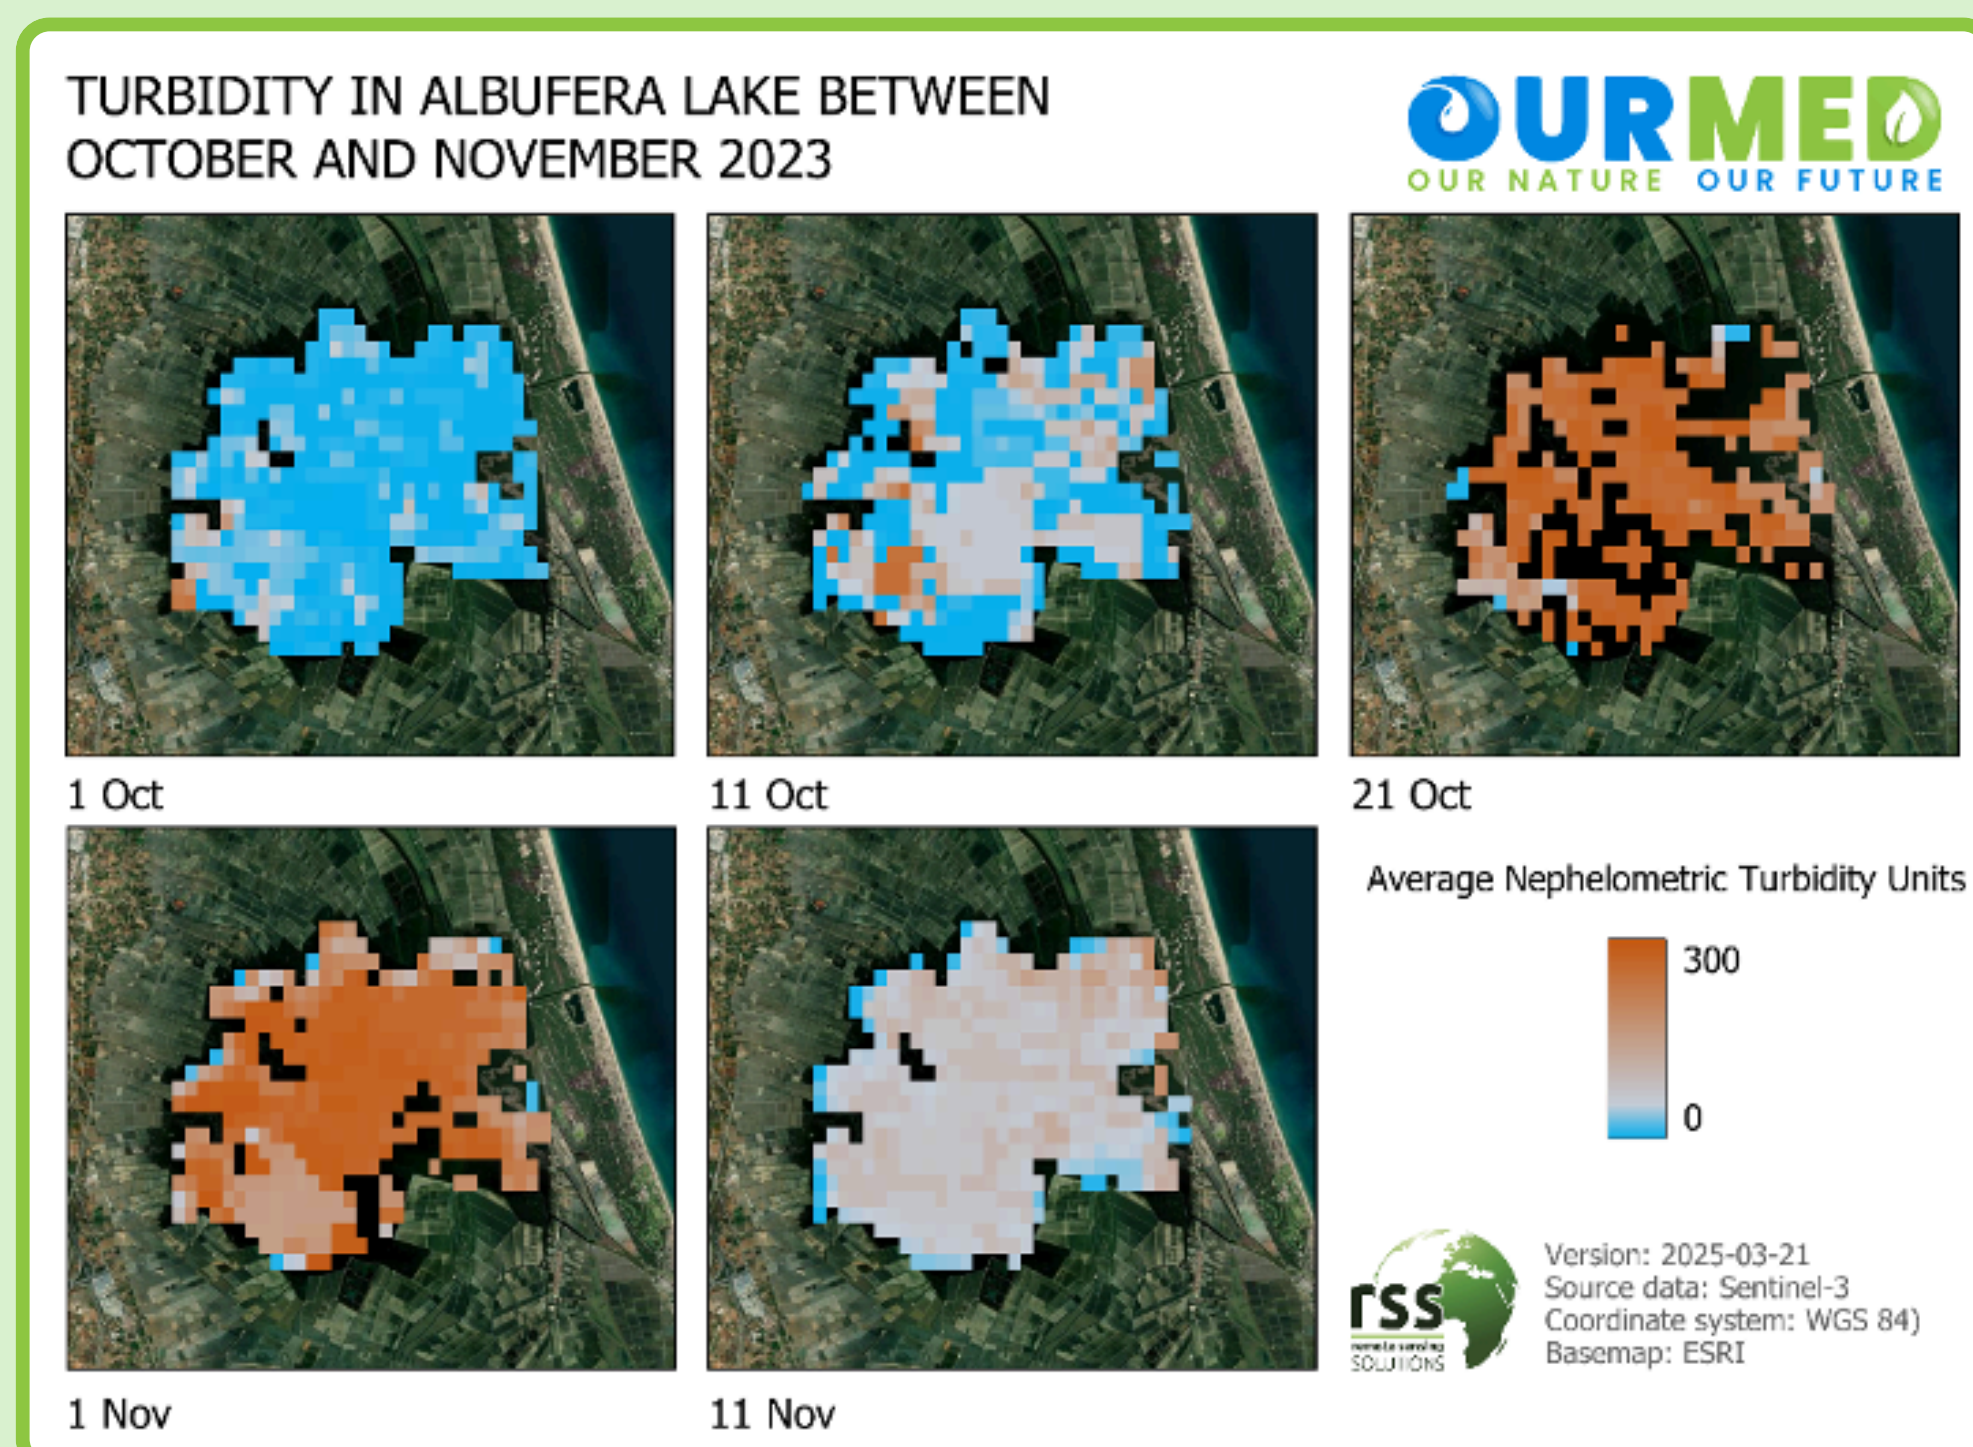 TURBIDITY IN ALBUFERA LAKE BETWEEN
OCTOBER AND NOVEMBER 2023
OURMED
OUR NATURE OUR FUTURE
1 Oct
11 Oct
21 Oct
Average Nephelometric Turbidity Units
300
0
1 Nov
11 Nov
rss
remote sensing
SOLUTIONS
Version: 2025-03-21
Source data: Sentinel-3
Coordinate system: WGS 84)
Basemap: ESRI